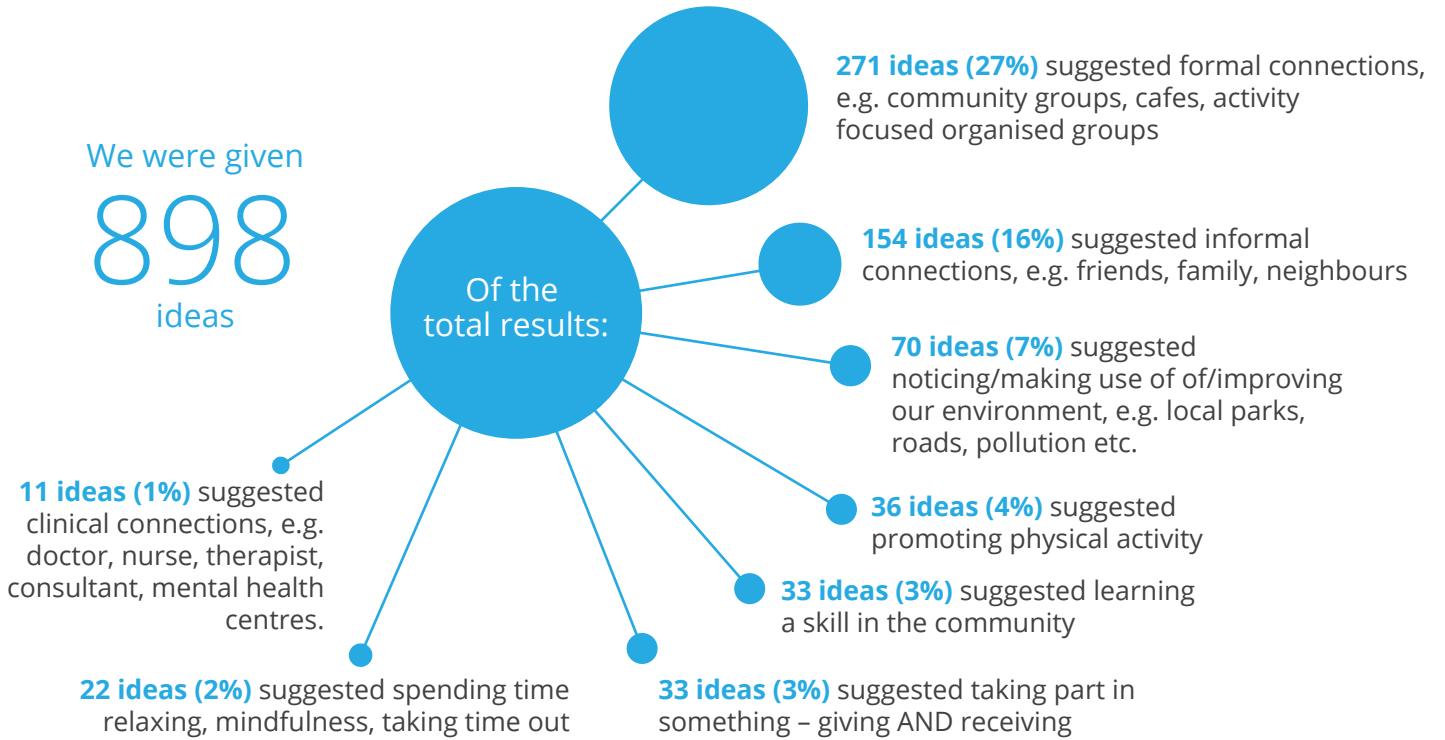 We were given
898
ideas
Of the
total results:
271 ideas (27%) suggested formal connections,
e.g. community groups, cafes, activity
focused organised groups
154 ideas (16%) suggested informal
connections, e.g. friends, family, neighbours
70 ideas (7%) suggested
noticing/making use of of/improving
our environment, e.g. local parks,
roads, pollution etc.
36 ideas (4%) suggested
promoting physical activity
33 ideas (3%) suggested learning
a skill in the community
33 ideas (3%) suggested taking part in
something – giving AND receiving
22 ideas (2%) suggested spending time
relaxing, mindfulness, taking time out
11 ideas (1%) suggested
clinical connections, e.g.
doctor, nurse, therapist,
consultant, mental health
centres.